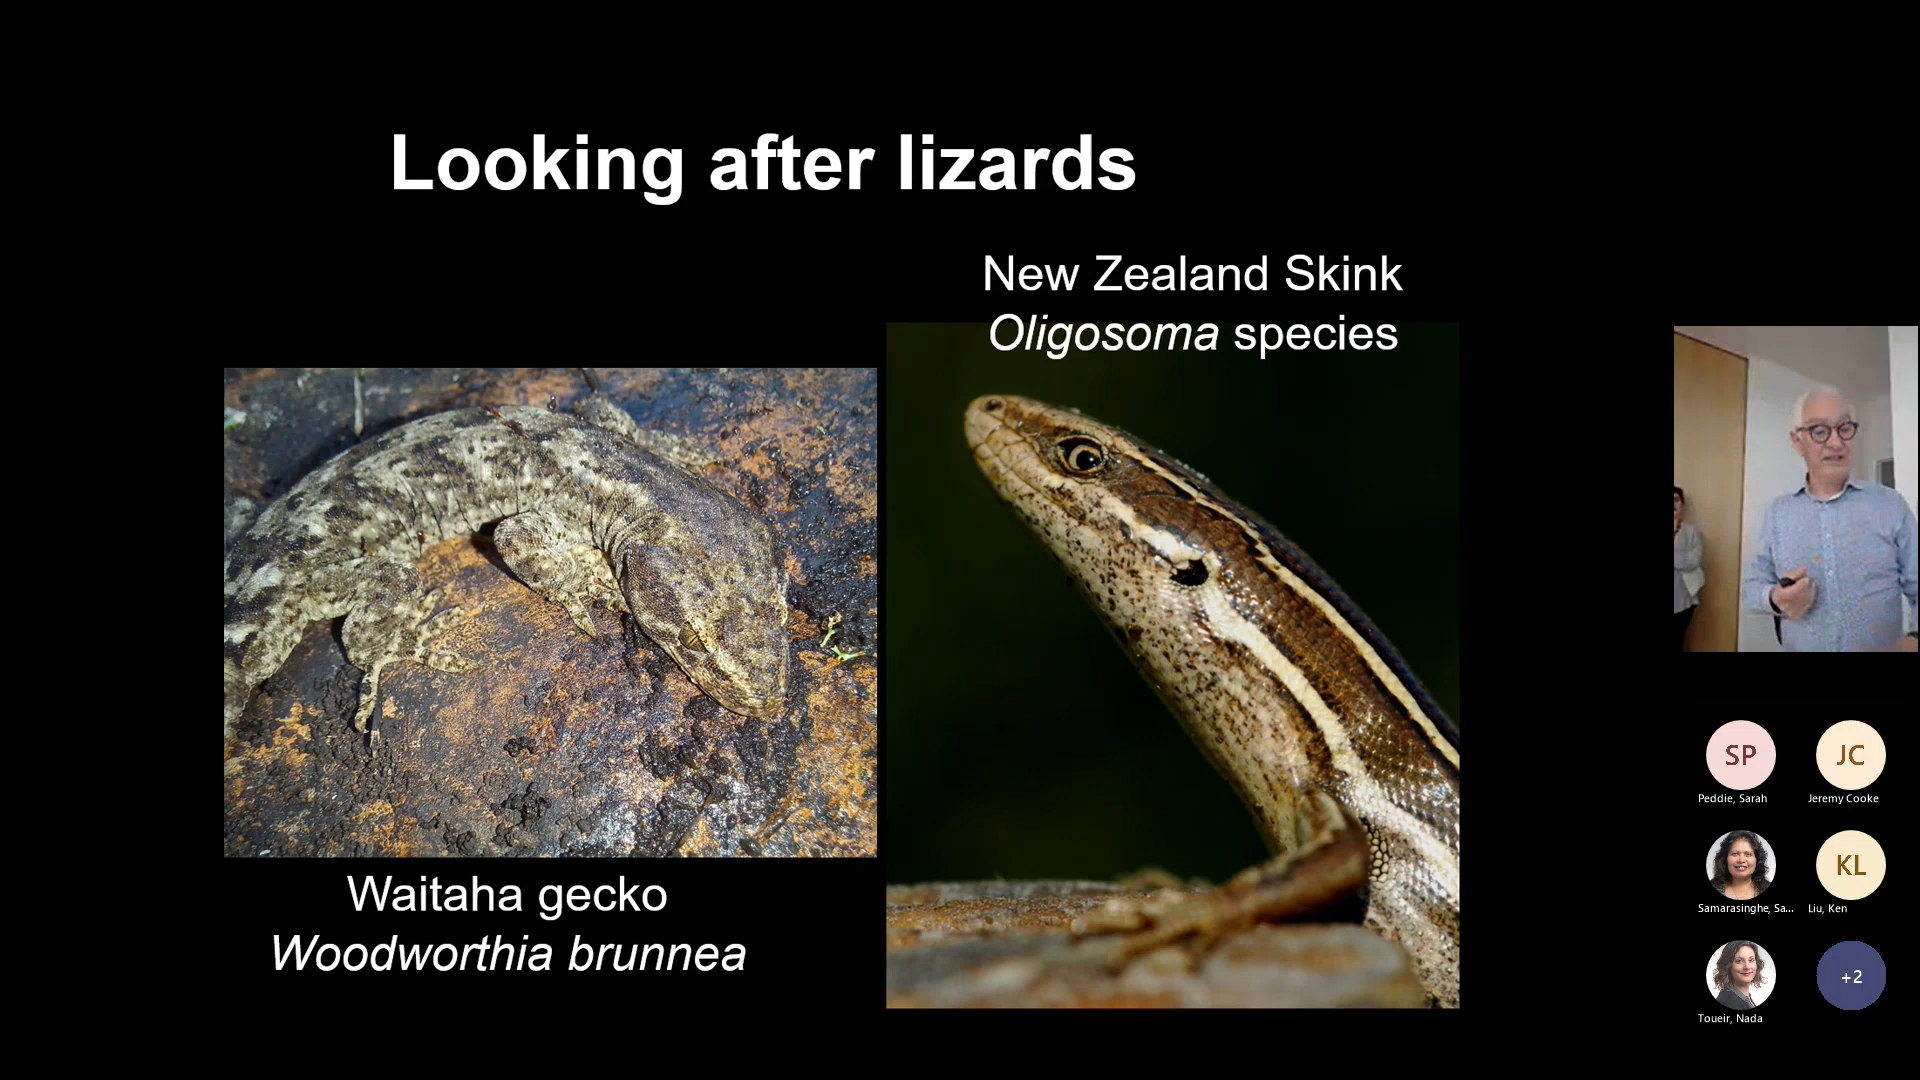 Looking after lizards
New Zealand Skink
Oligosoma species
Waitaha gecko
Woodworthia brunnea
SP
Peddie, Sarah
JC
Jeremy Cooke
Samarasinghe, Sa...
KL
Liu, Ken
Toueir, Nada
+2